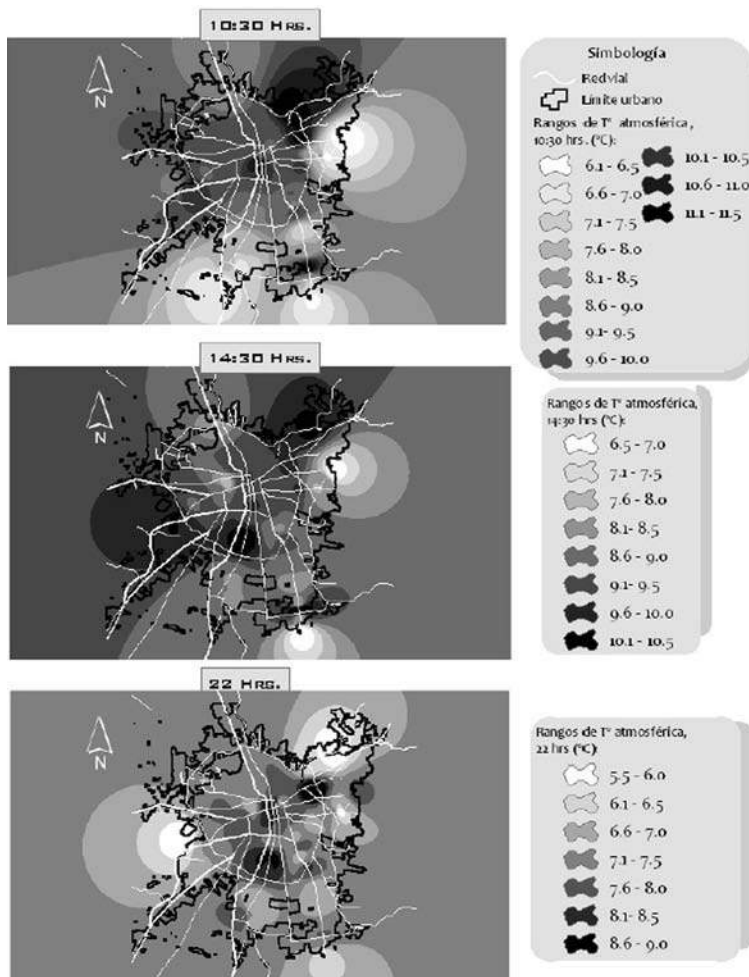 10:30 HRS.
N
Simbología
Red vial
Límite urbano
Rangos de Tº atmosférica,
10:30 hrs. (ºC):
6.1 - 6.5
6.6 - 7.0
7.1 - 7.5
7.6 - 8.0
8.1 - 8.5
8.6 - 9.0
9.1 - 9.5
9.6 - 10.0
10.1 - 10.5
10.6 - 11.0
11.1 - 11.5
14:30 HRS.
N
Rangos de Tº atmosférica,
14:30 hrs (ºC):
6.5 - 7.0
7.1 - 7.5
7.6 - 8.0
8.1 - 8.5
8.6 - 9.0
9.1 - 9.5
9.6 - 10.0
10.1 - 10.5
22 HRS.
N
Rangos de Tº atmosférica,
22 hrs (ºC):
5.5 - 6.0
6.1 - 6.5
6.6 - 7.0
7.1 - 7.5
7.6 - 8.0
8.1 - 8.5
8.6 - 9.0